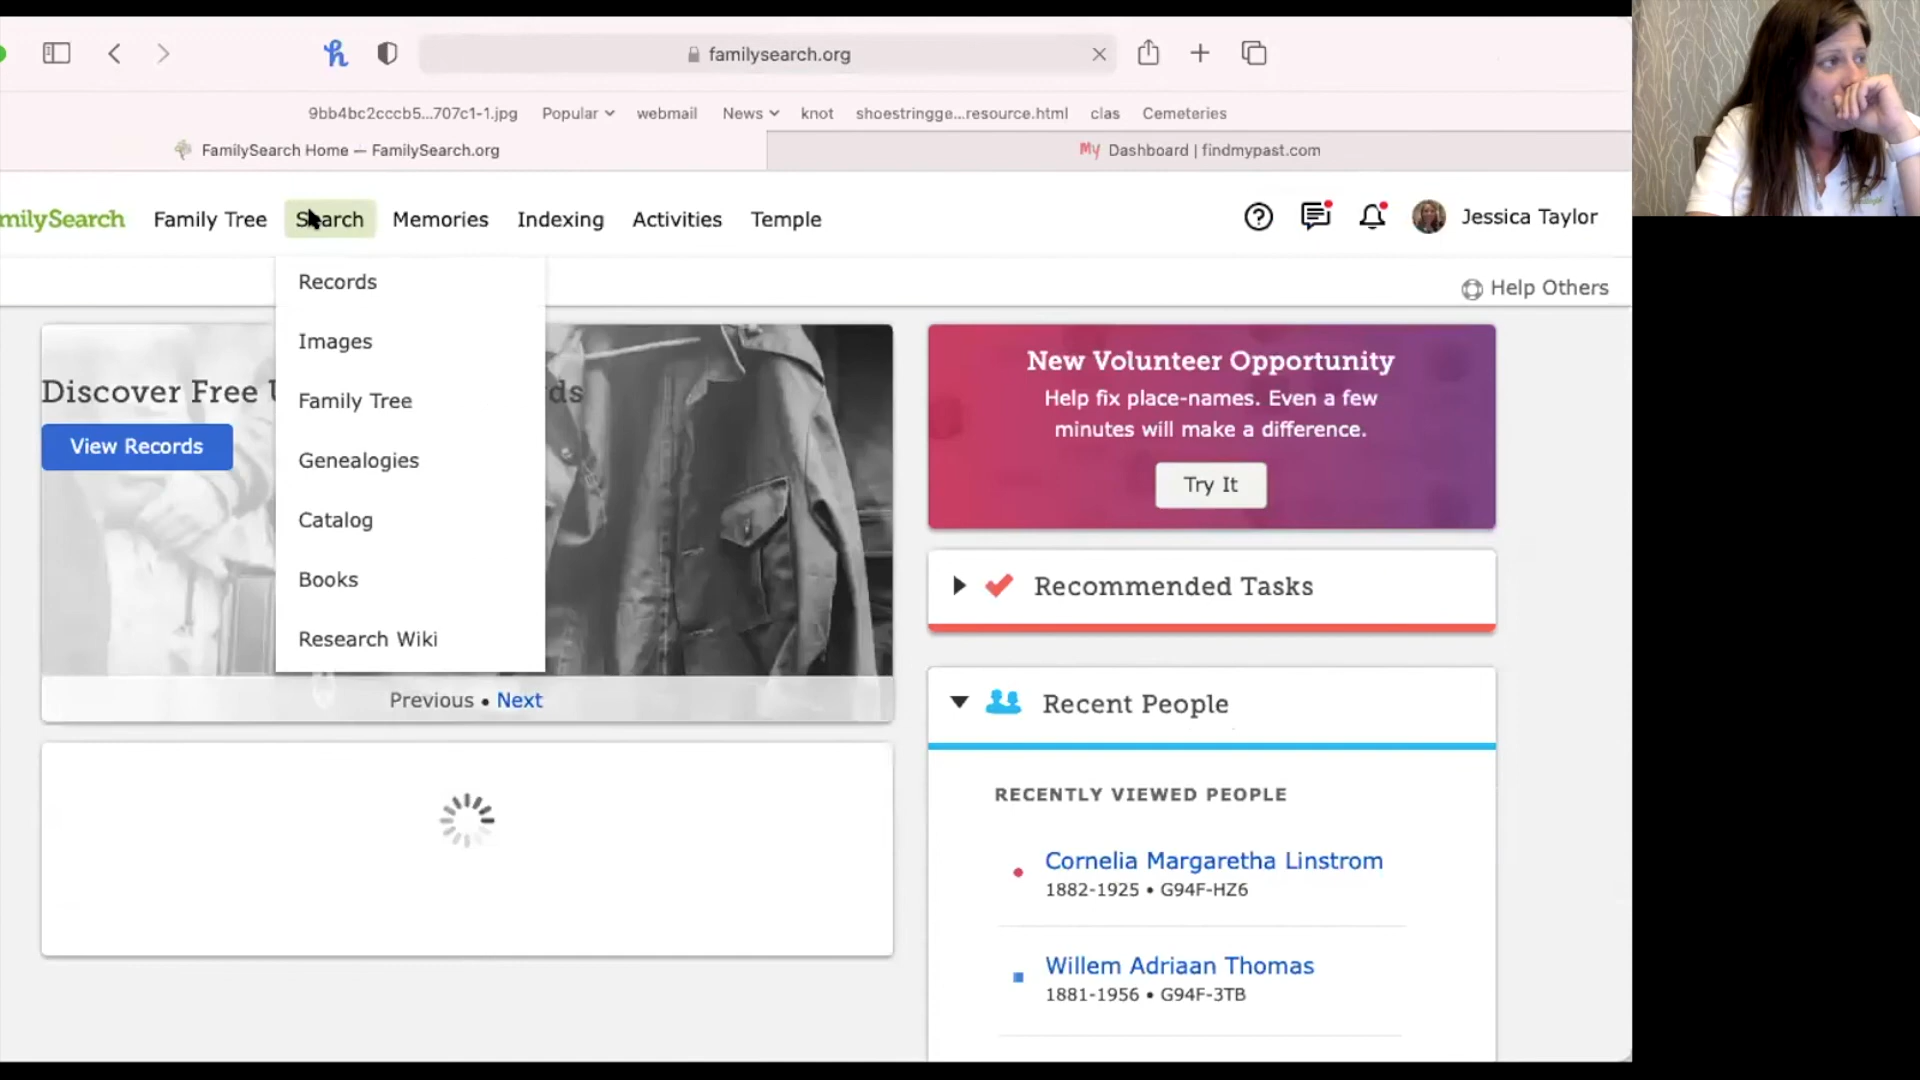 familysearch.org
9bb4bc2cccb5...707c1-1.jpg Popular webmail News knot shoestringge...resource.html clas Cemeteries
FamilySearch Home — FamilySearch.org
My Dashboard | findmypast.com
milySearch Family Tree Search Memories Indexing Activities Temple
Jessica Taylor
Help Others
Records
Images
Family Tree
Genealogies
Catalog
Books
Research Wiki
Discover Free
ds
View Records
Previous • Next
New Volunteer Opportunity
Help fix place-names. Even a few
minutes will make a difference.
Try It
Recommended Tasks
Recent People
RECENTLY VIEWED PEOPLE
Cornelia Margaretha Linstrom
1882-1925 • G94F-HZ6
Willem Adriaan Thomas
1881-1956 • G94F-3TB